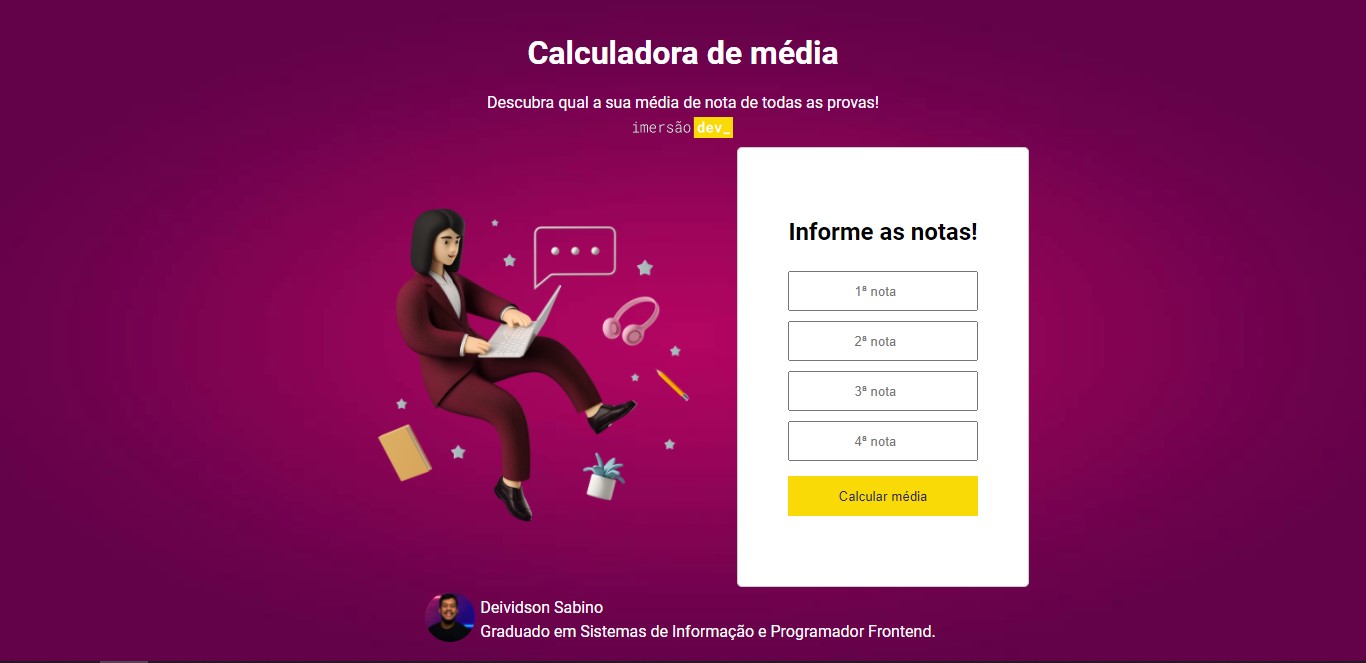 Calculadora de média
Descubra qual a sua média de nota de todas as provas!
imersão dev_
Informe as notas!
1ª nota
2ª nota
3ª nota
4ª nota
Calcular média
Deividson Sabino
Graduado em Sistemas de Informação e Programador Frontend.